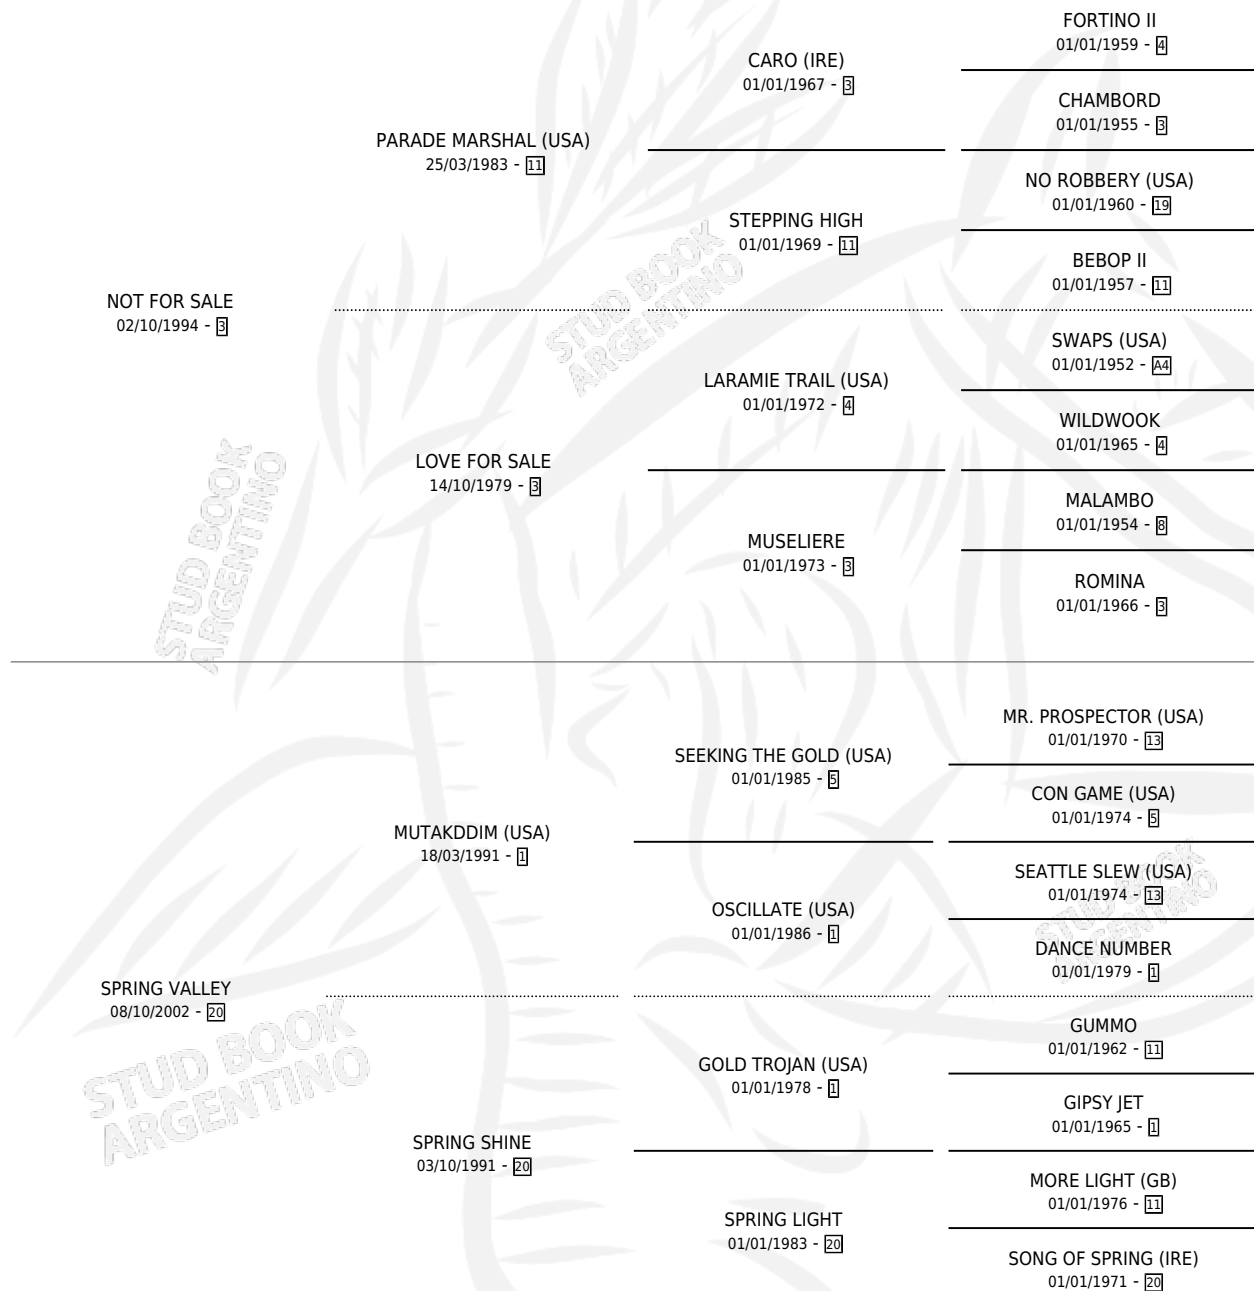 FORTINO II
01/01/1959 - 4
CARO (IRE)
01/01/1967 - 3
CHAMBORD
01/01/1955 - 3
PARADE MARSHAL (USA)
25/03/1983 - 11
NO ROBBERY (USA)
01/01/1960 - 19
STEPPING HIGH
01/01/1969 - 11
BEBOP II
01/01/1957 - 11
NOT FOR SALE
02/10/1994 - 3
SWAPS (USA)
01/01/1952 - A4
LARAMIE TRAIL (USA)
01/01/1972 - 4
WILDWOOK
01/01/1965 - 4
LOVE FOR SALE
14/10/1979 - 3
MALAMBO
01/01/1954 - 8
MUSELIERE
01/01/1973 - 3
ROMINA
01/01/1966 - 3
MR. PROSPECTOR (USA)
01/01/1970 - 13
SEEKING THE GOLD (USA)
01/01/1985 - 5
CON GAME (USA)
01/01/1974 - 5
MUTAKDDIM (USA)
18/03/1991 - 1
SEATTLE SLEW (USA)
01/01/1974 - 13
OSCILLATE (USA)
01/01/1986 - 1
DANCE NUMBER
01/01/1979 - 1
SPRING VALLEY
08/10/2002 - 20
GUMMO
01/01/1962 - 11
GOLD TROJAN (USA)
01/01/1978 - 1
GIPSY JET
01/01/1965 - 1
SPRING SHINE
03/10/1991 - 20
MORE LIGHT (GB)
01/01/1976 - 11
SPRING LIGHT
01/01/1983 - 20
SONG OF SPRING (IRE)
01/01/1971 - 20
STUD BOOK
ARGENTINO
STUD BOOK
ARGENTINO
STUD BOOK
ARGENTINO
STUD BOOK
ARGENTINO